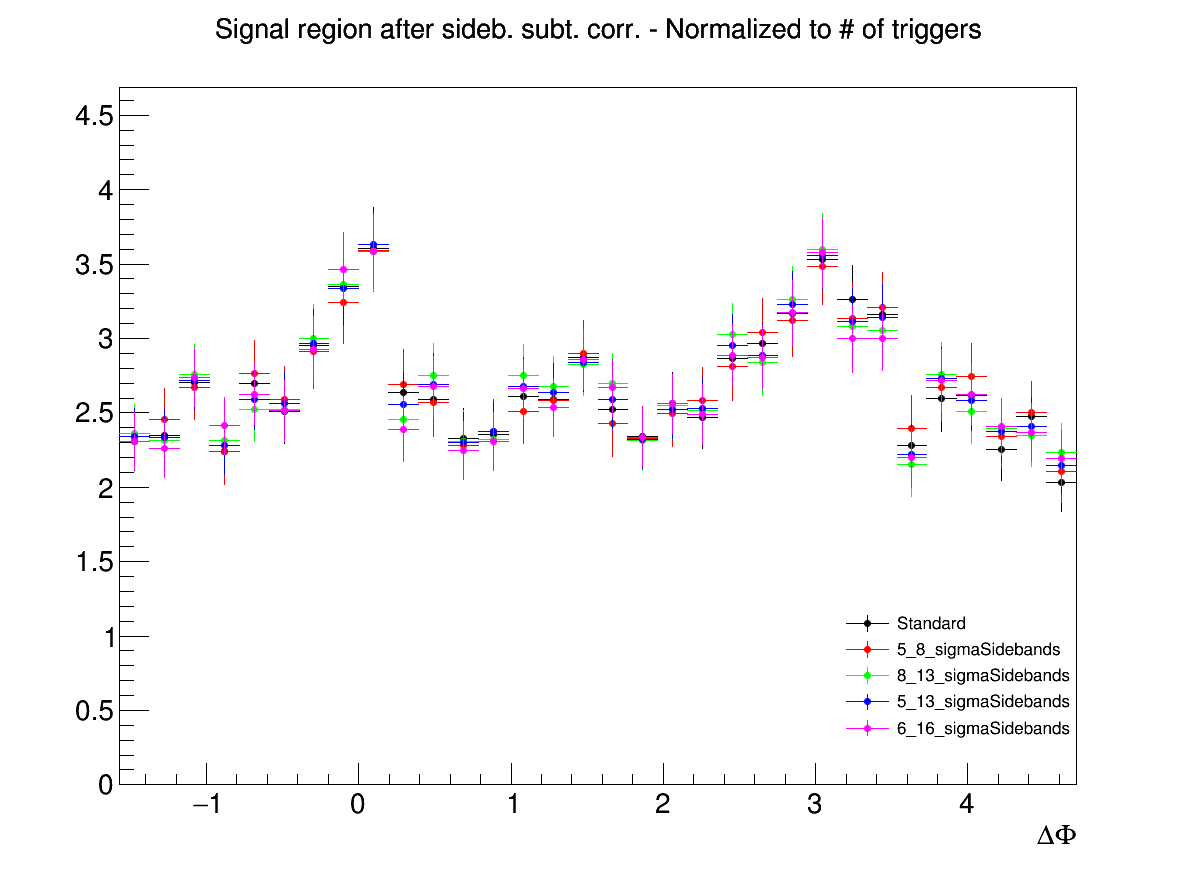 Signal region after sideb. subt. corr. - Normalized to # of triggers
4.5
4
3.5
3
2.5
2
1.5
1
0.5
0
−1 0 1 2 3 4
ΔΦ
Standard
5_8_sigmaSidebands
8_13_sigmaSidebands
5_13_sigmaSidebands
6_16_sigmaSidebands